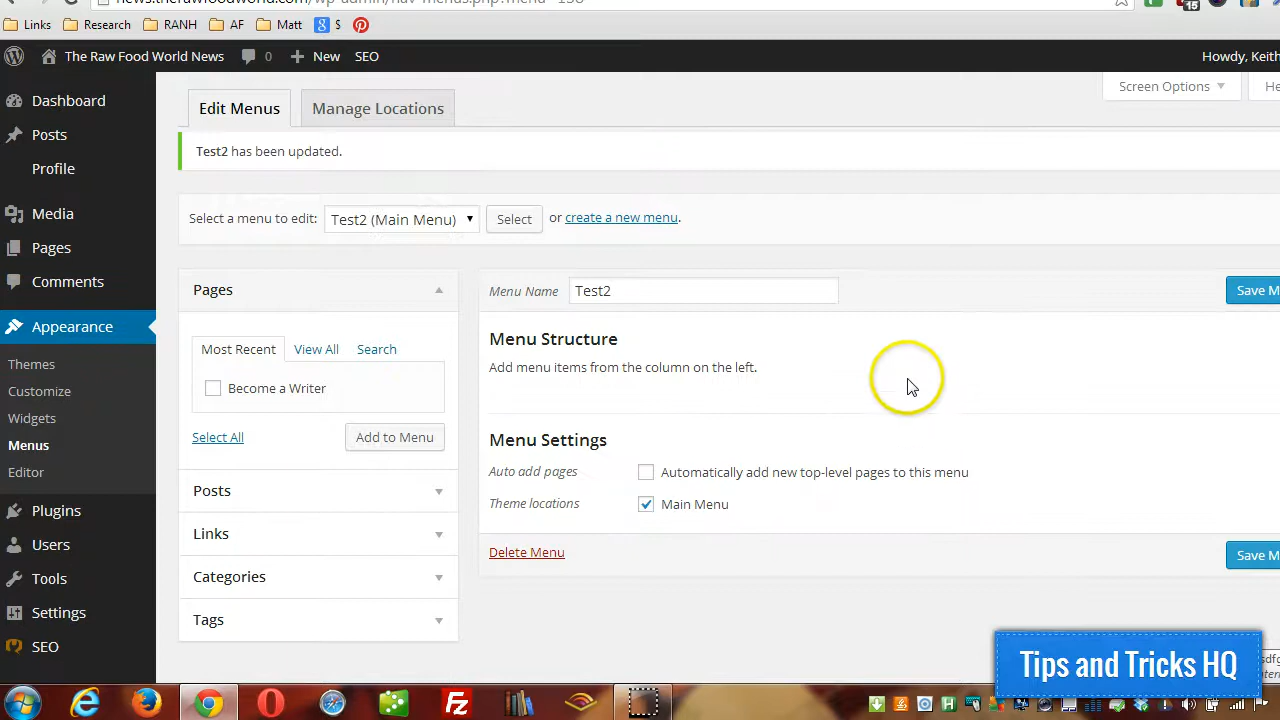 Links Research RANH AF Matt $
15
The Raw Food World News 0 New SEO Howdy, Keith
Dashboard
Posts
Profile
Media
Pages
Comments
Appearance
Themes
Customize
Widgets
Menus
Editor
Plugins
Users
Tools
Settings
SEO
Screen Options
He
Edit Menus Manage Locations
Test2 has been updated.
Select a menu to edit: Test2 (Main Menu) Select or create a new menu.
Pages
Most Recent View All Search
Become a Writer
Select All Add to Menu
Posts
Links
Categories
Tags
Menu Name Test2 Save M
Menu Structure
Add menu items from the column on the left.
Menu Settings
Auto add pages Automatically add new top-level pages to this menu
Theme locations Main Menu
Delete Menu Save M
Tips and Tricks HQ